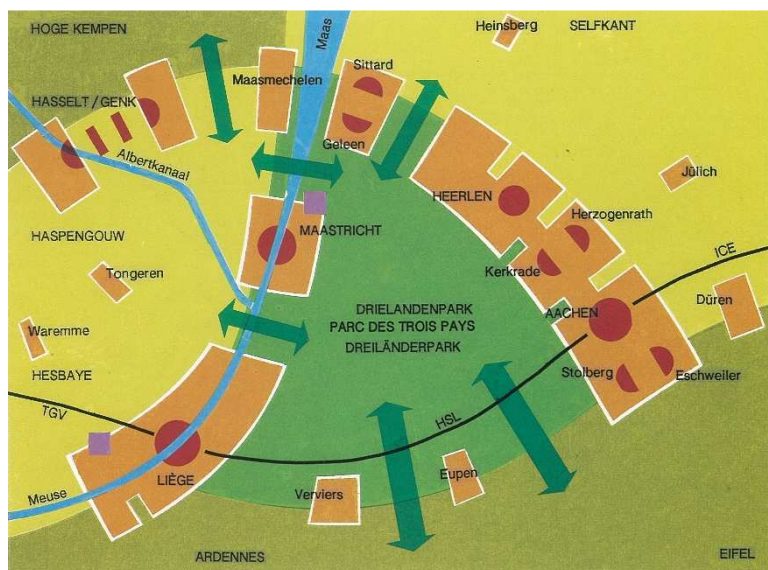 HOGE KEMPEN
Maas
Heinsberg
SELFKANT
Sittard
Maasmechelen
HASSELT/GENK
Geleen
Albertkanaal
Jülich
HEERLEN
Herzogenrath
HASPENGOUW
MAASTRICHT
ICE
Kerkrade
Tongeren
Düren
DRIELANDENPARK
PARC DES TROIS PAYS
DREILÄNDERPARK
AACHEN
Waremme
HESBAYE
Stolberg
Eschweiler
TGV
HSL
LIÈGE
Eupen
Meuse
Verviers
ARDENNES
EIFEL